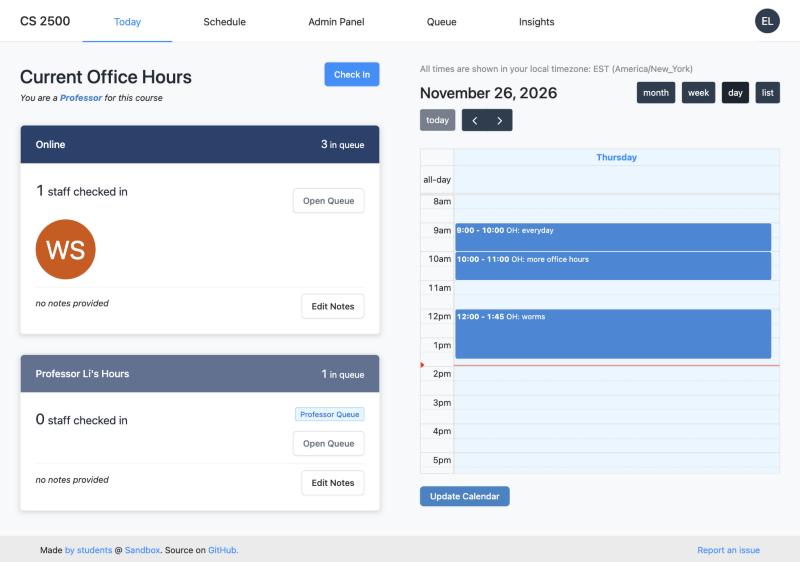 CS 2500
Today
Schedule
Admin Panel
Queue
Insights
EL
Current Office Hours
Check In
You are a Professor for this course
Online
3 in queue
1 staff checked in
Open Queue
WS
no notes provided
Edit Notes
Professor Li's Hours
1 in queue
0 staff checked in
Professor Queue
Open Queue
no notes provided
Edit Notes
All times are shown in your local timezone: EST (America/New_York)
November 26, 2026
month
week
day
list
today
Thursday
all-day
8am
9am
9:00 - 10:00 OH: everyday
10am
10:00 - 11:00 OH: more office hours
11am
12pm
12:00 - 1:45 OH: worms
1pm
2pm
3pm
4pm
5pm
Update Calendar
Made by students @ Sandbox. Source on GitHub.
Report an issue